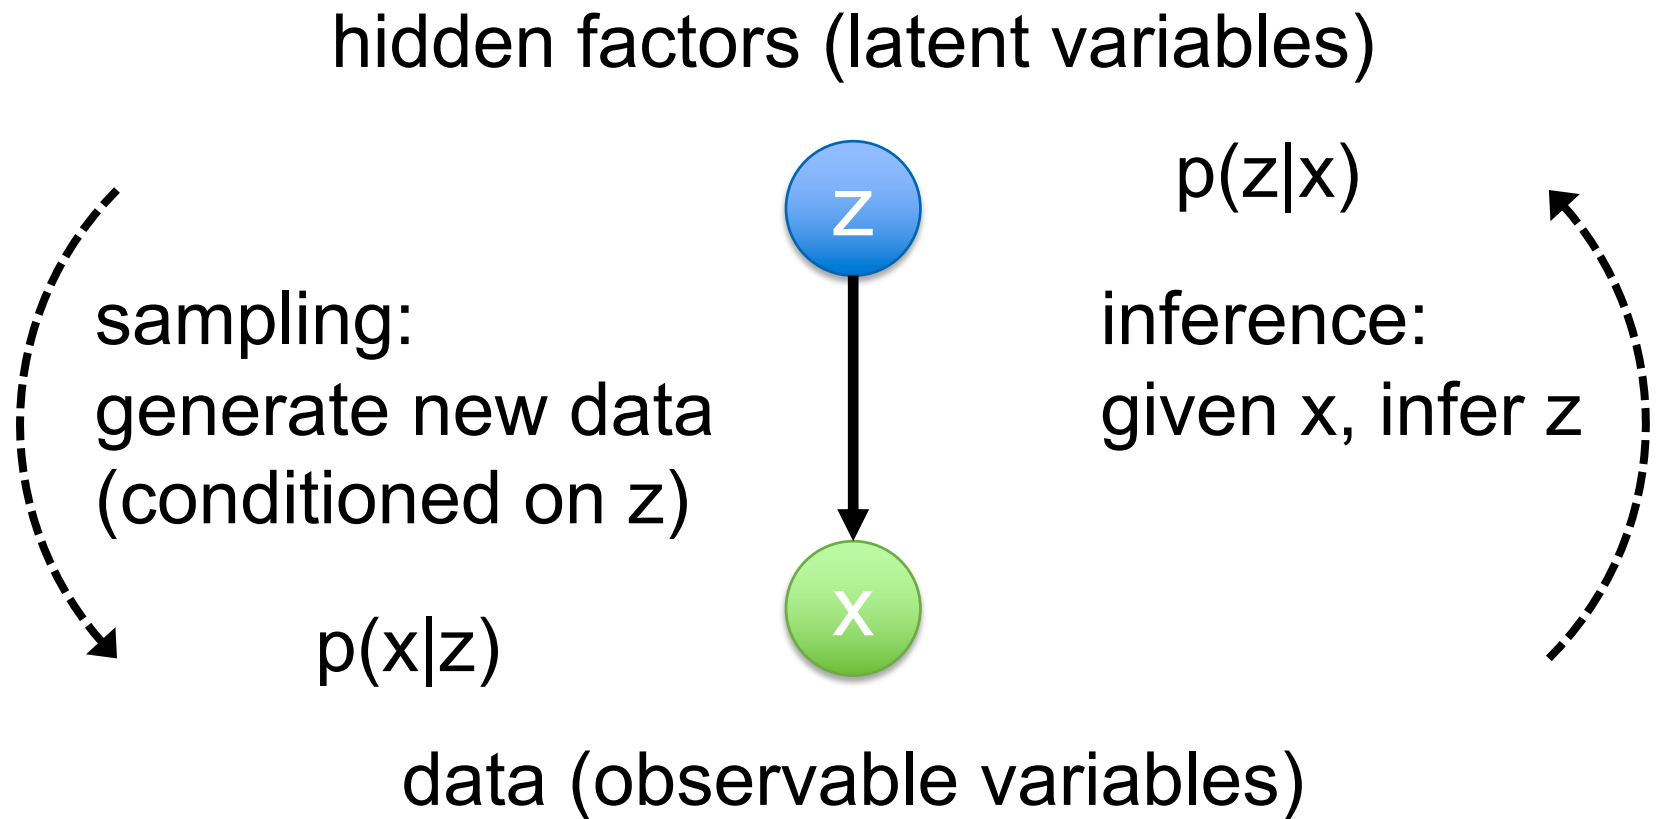 hidden factors (latent variables)
z
p(z|x)
sampling:
generate new data
(conditioned on z)
inference:
given x, infer z
x
p(x|z)
data (observable variables)